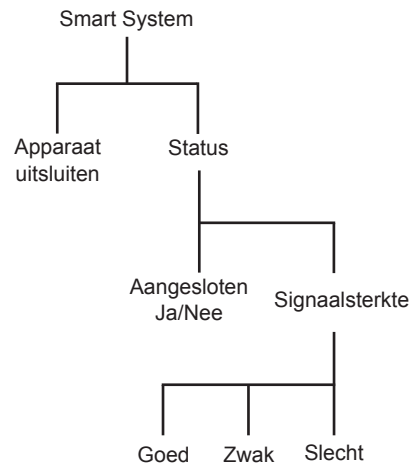 Smart System
Apparaat
uitsluiten
Status
Aangesloten
Ja/Nee
Signaalsterkte
Goed
Zwak
Slecht